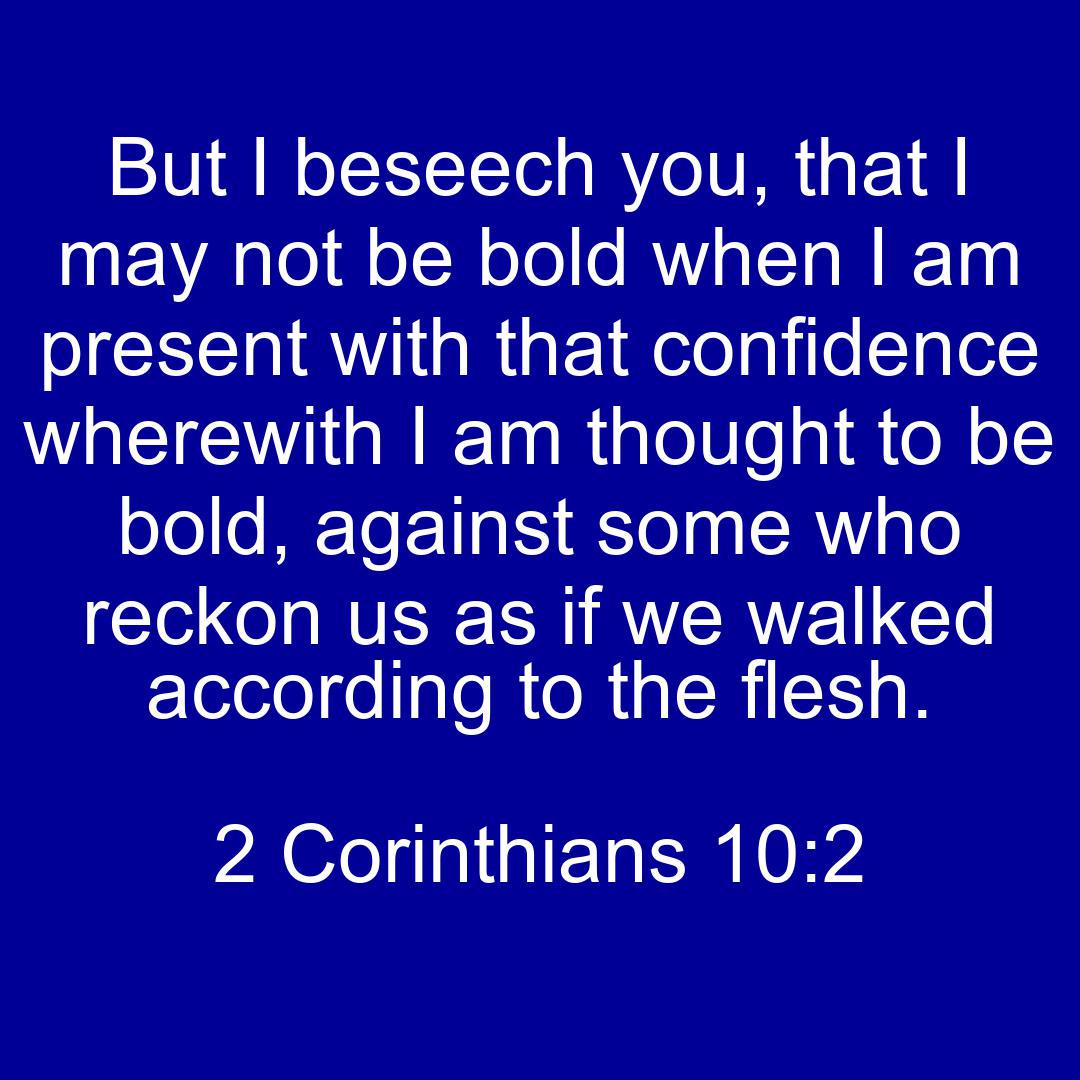 But I beseech you, that I
may not be bold when I am
present with that confidence
wherewith I am thought to be
bold, against some who
reckon us as if we walked
according to the flesh.
2 Corinthians 10:2